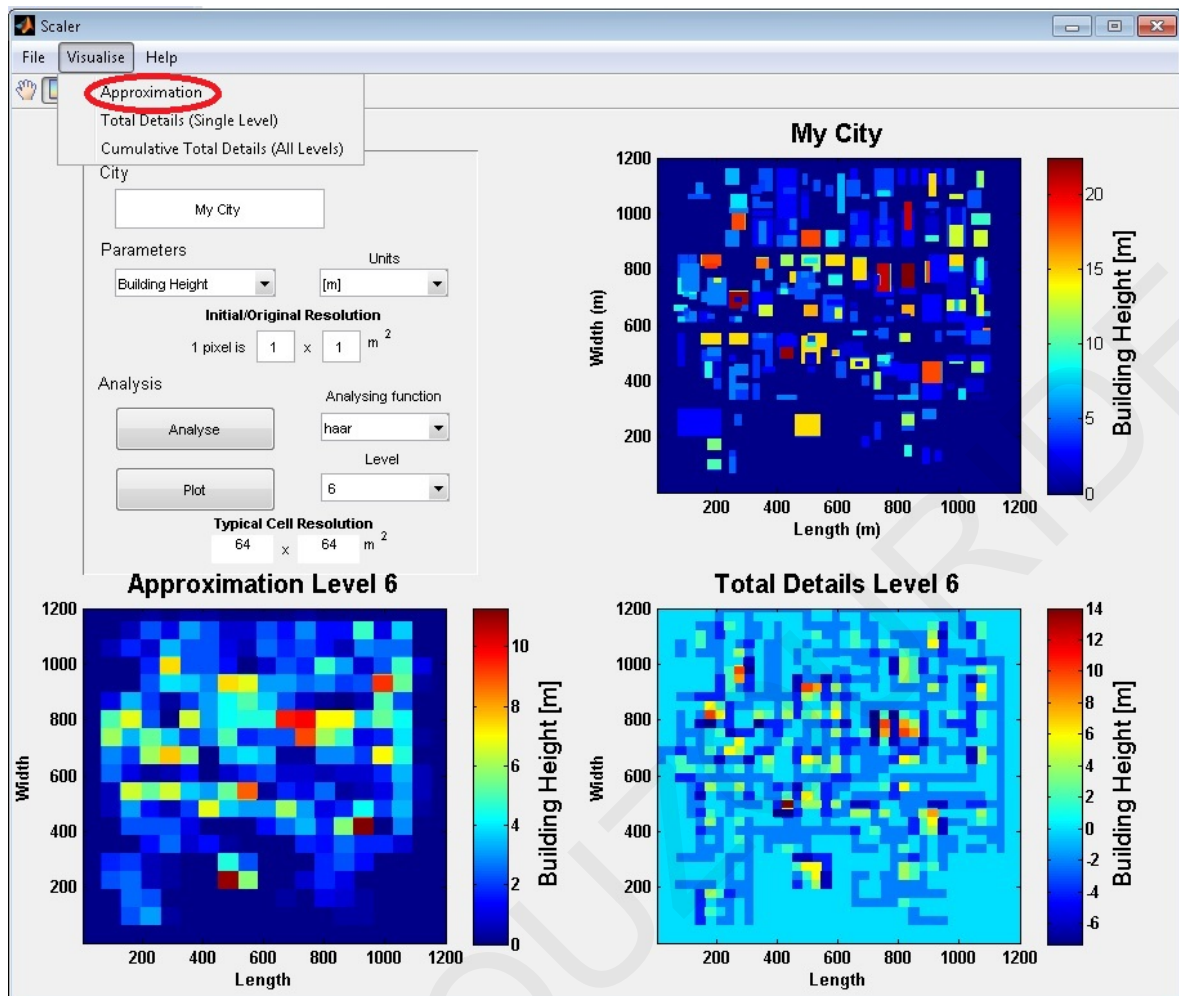 Scaler
File Visualise Help
Approximation
Total Details (Single Level)
Cumulative Total Details (All Levels)
City
My City
Parameters
Units
Building Height
[m]
Initial/Original Resolution
1 pixel is 1 x 1 m 2
Analysis
Analysing function
Analyse
haar
Level
Plot
6
Typical Cell Resolution
64 x 64 m 2
My City
1200
1000
800
600
400
200
Width (m)
200 400 600 800 1000 1200
Length (m)
20
15
10
5
0
Building Height [m]
Approximation Level 6
1200
1000
800
600
400
200
Width
200 400 600 800 1000 1200
Length
10
8
6
4
2
0
Building Height [m]
Total Details Level 6
1200
1000
800
600
400
200
Width
200 400 600 800 1000 1200
Length
14
12
10
8
6
4
2
0
-2
-4
-6
Building Height [m]